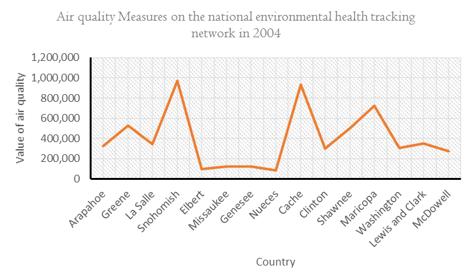 Air quality Measures on the national environmental health tracking
network in 2004
Value of air quality
1,200,000
1,000,000
800,000
600,000
400,000
200,000
0
Arapahoe
Greene
La Salle
Snohomish
Elbert
Missaukee
Genesee
Nueces
Cache
Clinton
Shawnee
Maricopa
Washington
Lewis and Clark
McDowell
Country